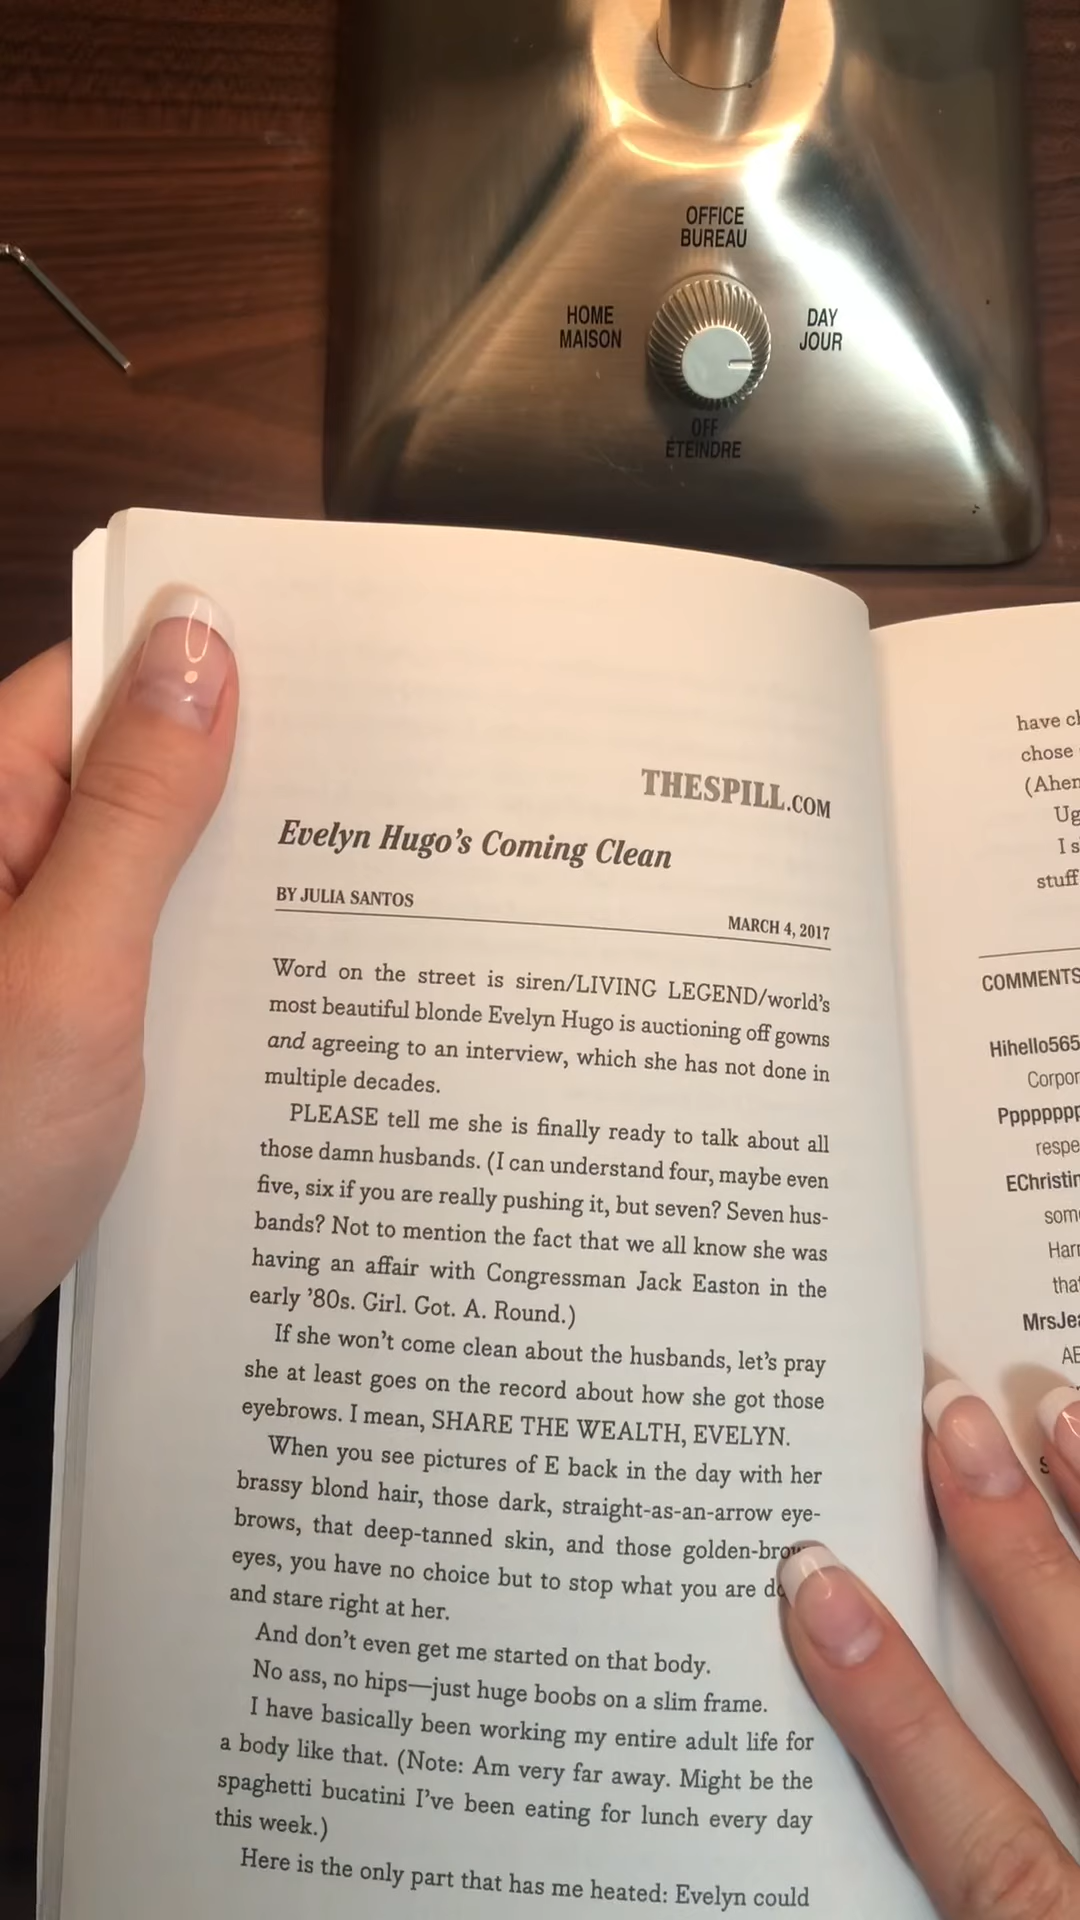 OFFICE
BUREAU
HOME
MAISON
DAY
JOUR
OFF
ÉTEINDRE
THESPILL.COM
Evelyn Hugo's Coming Clean
BY JULIA SANTOS
MARCH 4, 2017
Word on the street is siren/LIVING LEGEND/world's
most beautiful blonde Evelyn Hugo is auctioning off gowns
and agreeing to an interview, which she has not done in
multiple decades.
PLEASE tell me she is finally ready to talk about all
those damn husbands. (I can understand four, maybe even
five, six if you are really pushing it, but seven? Seven hus-
bands? Not to mention the fact that we all know she was
having an affair with Congressman Jack Easton in the
early '80s. Girl. Got. A. Round.)
If she won't come clean about the husbands, let's pray
she at least goes on the record about how she got those
eyebrows. I mean, SHARE THE WEALTH, EVELYN.
When you see pictures of E back in the day with her
brassy blond hair, those dark, straight-as-an-arrow eye-
brows, that deep-tanned skin, and those golden-brow
eyes, you have no choice but to stop what you are
and stare right at her.
And don't even get me started on that body.
No ass, no hips—just huge boobs on a slim frame.
I have basically been working my entire adult life for
a body like that. (Note: Am very far away. Might be the
spaghetti bucatini I've been eating for lunch every day
this week.)
Here is the only part that has me heated: Evelyn could
have
chose
(Ahem
Ug
I s
stuff
COMMENTS
Hihello565
Corpor
Pppppppp
respe
EChristin
som
Harr
that
MrsJea